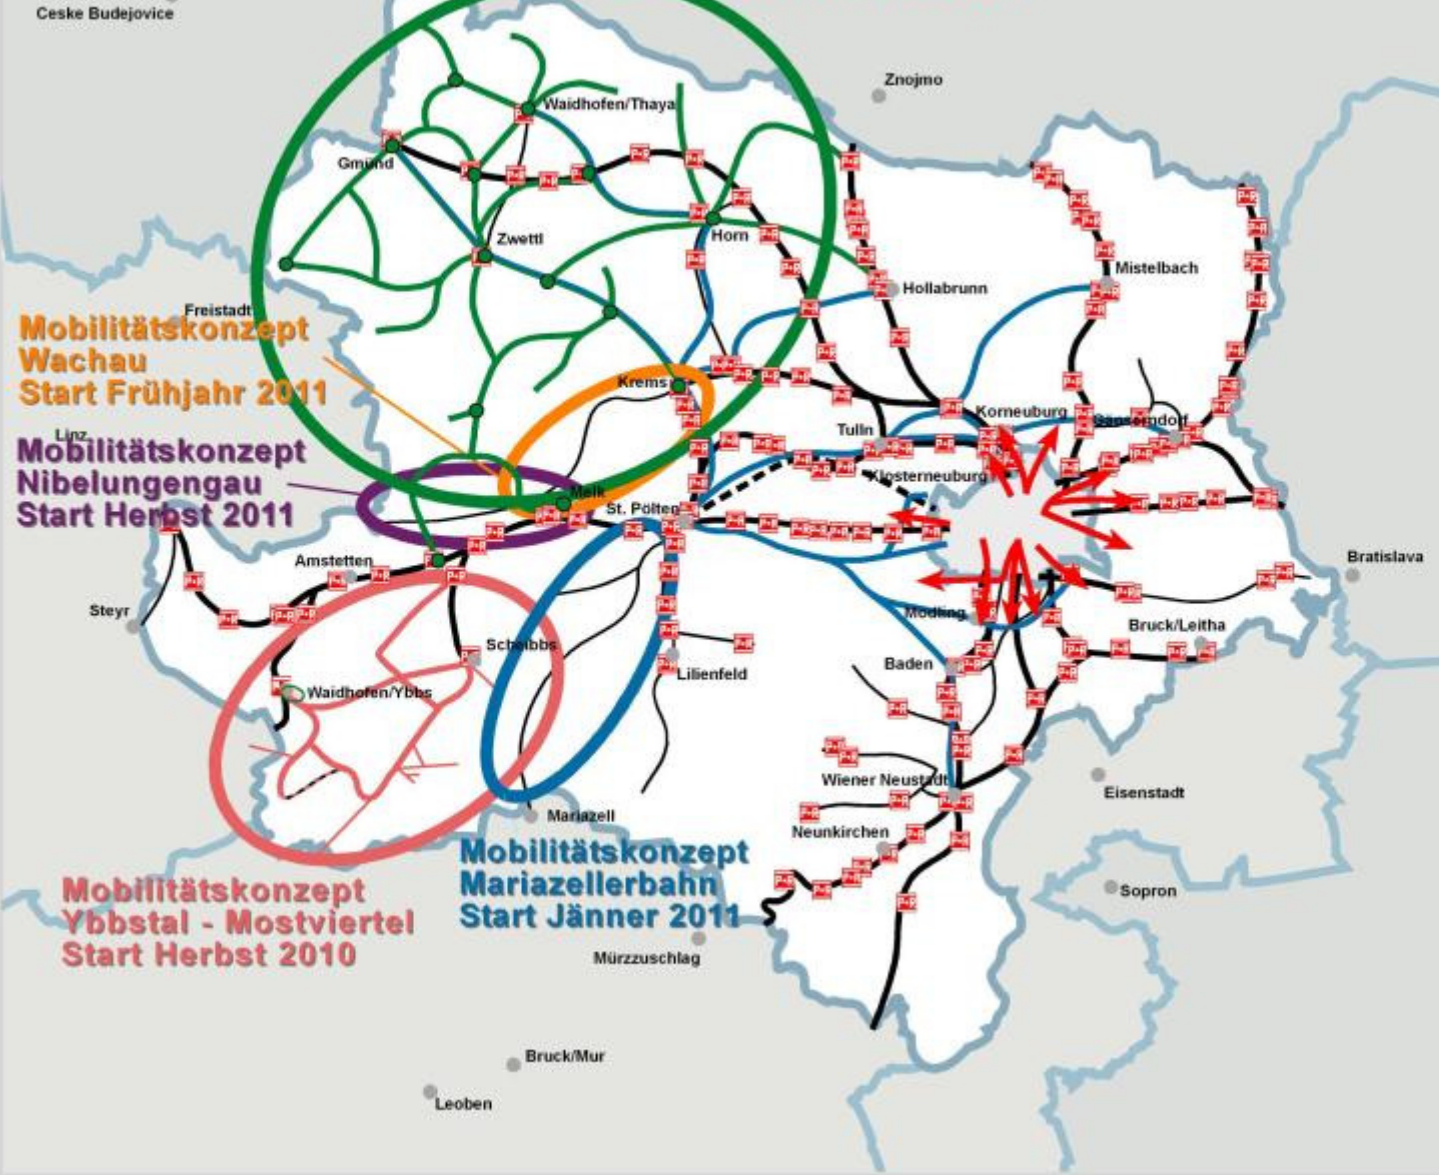 Ceske Budejovice
Znojmo
Waidhofen/Thaya
Gmünd
Zwettl
Horn
Mistelbach
Hollabrunn
Freistadt
Mobilitätskonzept
Wachau
Start Frühjahr 2011
Krems
Korneuburg
Gänserndorf
Tulln
Linz
Mobilitätskonzept
Nibelungengau
Start Herbst 2011
Klosterneuburg
Melk
St. Pölten
Amstetten
Bratislava
Steyr
Mödling
Bruck/Leitha
Scheibbs
Baden
Lilienfeld
Waidhofen/Ybbs
Wiener Neustadt
Eisenstadt
Mariazell
Neunkirchen
Mobilitätskonzept
Mariazellerbahn
Start Jänner 2011
Mobilitätskonzept
Ybbstal - Mostviertel
Start Herbst 2010
Sopron
Mürzzuschlag
Bruck/Mur
Leoben